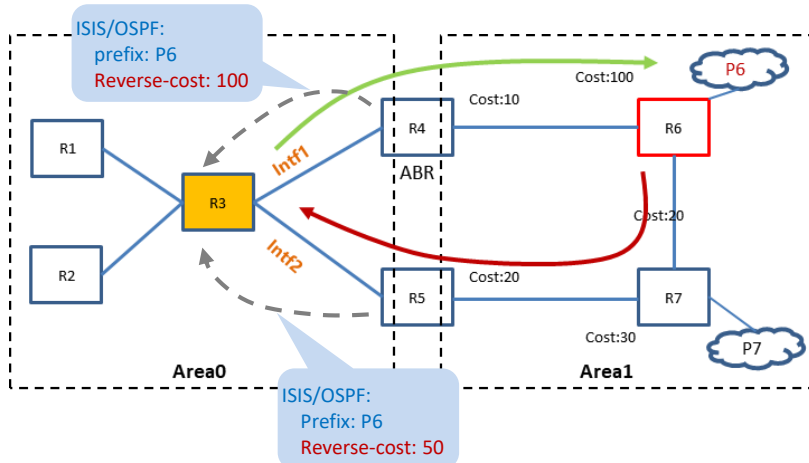 ISIS/OSPF:
prefix: P6
Reverse-cost: 100
Cost:100
P6
Cost:10
R4
R6
R1
ABR
Intf1
R3
Cost:20
Intf2
R2
Cost:20
R5
R7
Cost:30
P7
Area0
Area1
ISIS/OSPF:
Prefix: P6
Reverse-cost: 50